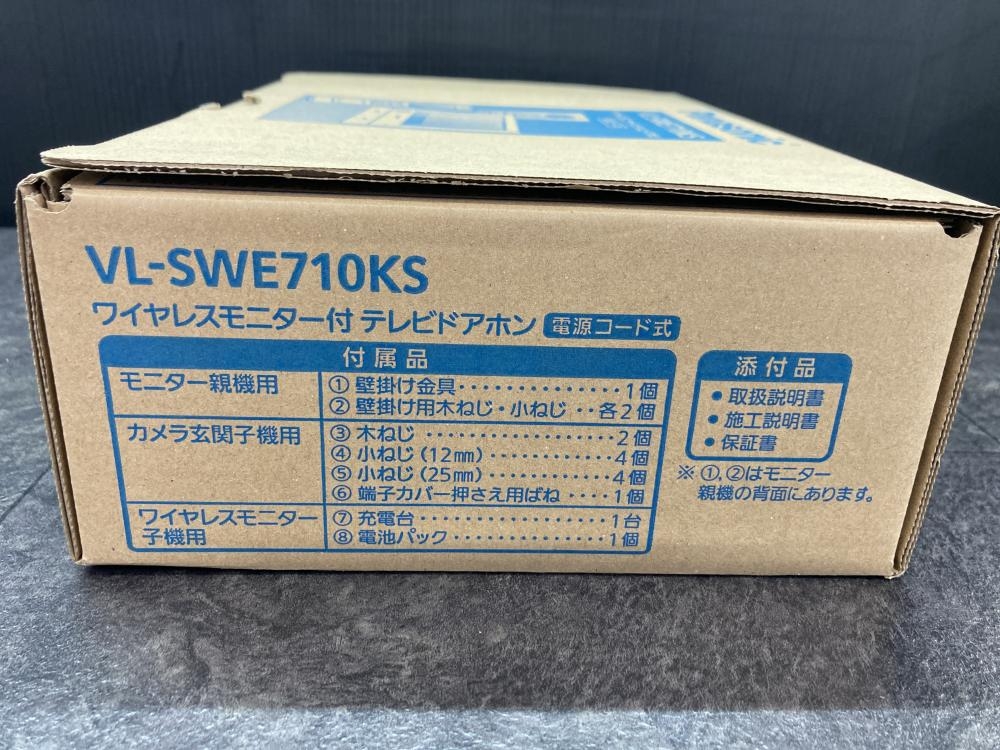 VL-SWE710KS
ワイヤレスモニター付 テレビドアホン 電源コード式
付属品
モニター親機用
① 壁掛け金具・・・・・・・・・・・・・・1個
② 壁掛け用木ねじ・小ねじ・・各2個
カメラ玄関子機用
③ 木ねじ・・・・・・・・・・・・・・・・2個
④ 小ねじ(12㎜)・・・・・・・・・・・4個
⑤ 小ねじ(25㎜)・・・・・・・・・・・4個
⑥ 端子カバー押さえ用ばね・・・・1個
ワイヤレスモニター
子機用
⑦ 充電台・・・・・・・・・・・・・・・・1台
⑧ 電池パック・・・・・・・・・・・・・1個
添付品
• 取扱説明書
• 施工説明書
• 保証書
※ ①,②はモニター
親機の背面にあります。